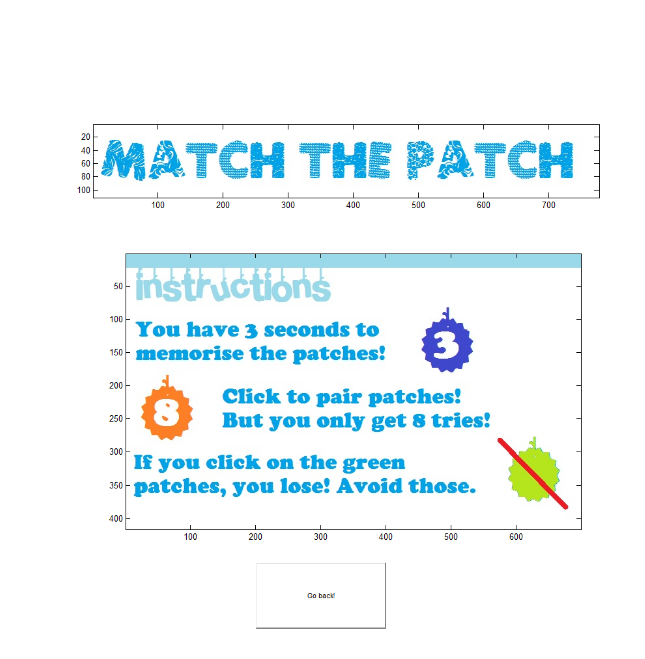 MATCH THE PATCH
20
40
60
80
100
100 200 300 400 500 600 700
instructions
You have 3 seconds to
memorise the patches!
3
8
Click to pair patches!
But you only get 8 tries!
If you click on the green
patches, you lose! Avoid those.
50
100
150
200
250
300
350
400
100 200 300 400 500 600
Go back!